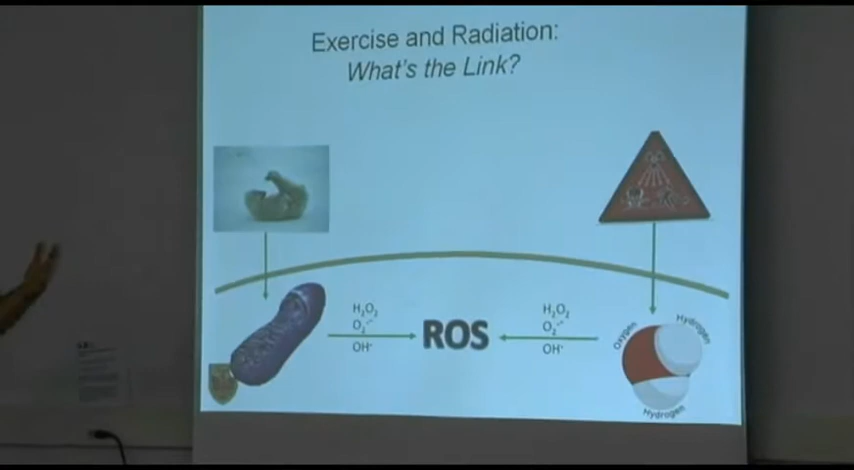 Exercise and Radiation:
What's the Link?
H₂O₂
O₂•⁻
OH•
ROS
H₂O₂
O₂•⁻
OH•
Oxygen
Hydrogen
Hydrogen